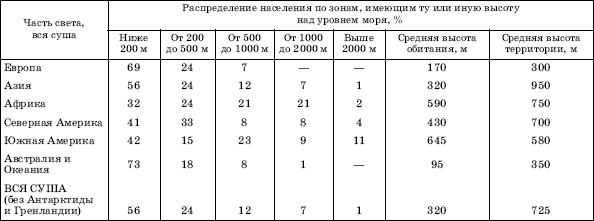 Часть света,
вся суша
Распределение населения по зонам, имеющим ту или иную высоту
над уровнем моря, %
Ниже
200 м
От 200
до 500 м
От 500
до 1000 м
От 1000
до 2000 м
Выше
2000 м
Средняя высота
обитания, м
Средняя высота
территории, м
Европа 69 24 7 — — 170 300
Азия 56 24 12 7 1 320 950
Африка 32 24 21 21 2 590 750
Северная Америка 41 33 8 8 4 430 700
Южная Америка 42 15 23 9 11 645 580
Австралия и
Океания 73 18 8 1 — 95 350
ВСЯ СУША
(без Антарктиды
и Гренландии) 56 24 12 7 1 320 725